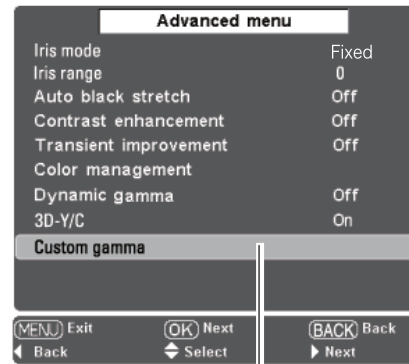 Advanced menu
Iris mode Fixed
Iris range 0
Auto black stretch Off
Contrast enhancement Off
Transient improvement Off
Color management
Dynamic gamma Off
3D-Y/C On
Custom gamma
MENU Exit OK Next BACK Back
Back Select Next